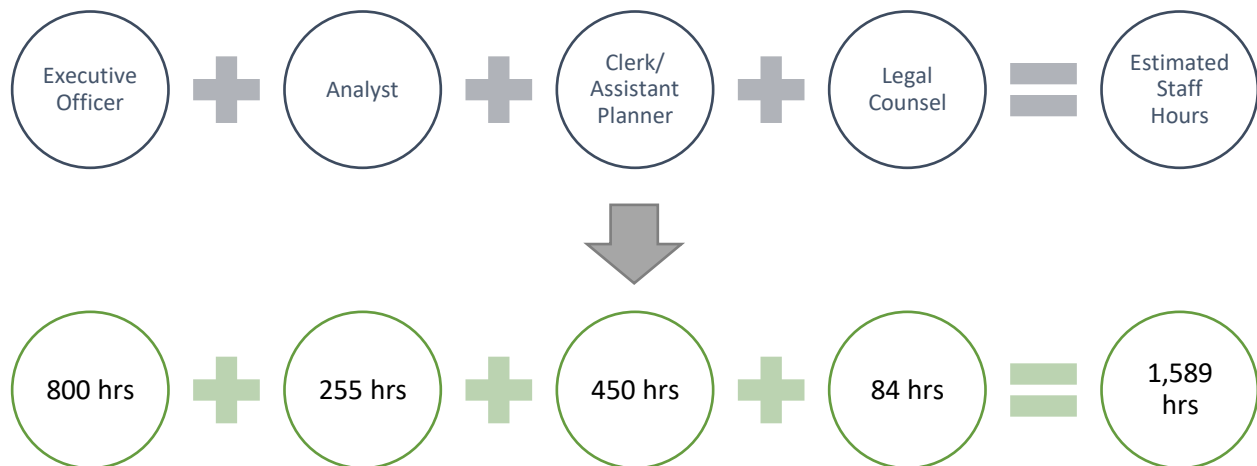 Executive
Officer
Analyst
Clerk/
Assistant
Planner
Legal
Counsel
Estimated
Staff
Hours
800 hrs
255 hrs
450 hrs
84 hrs
1,589
hrs